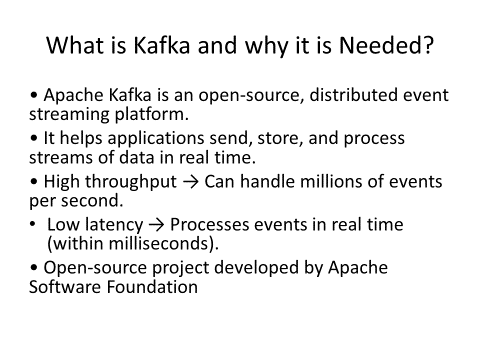 What is Kafka and why it is Needed?
• Apache Kafka is an open-source, distributed event
streaming platform.
• It helps applications send, store, and process
streams of data in real time.
• High throughput → Can handle millions of events
per second.
• Low latency → Processes events in real time
(within milliseconds).
• Open-source project developed by Apache
Software Foundation